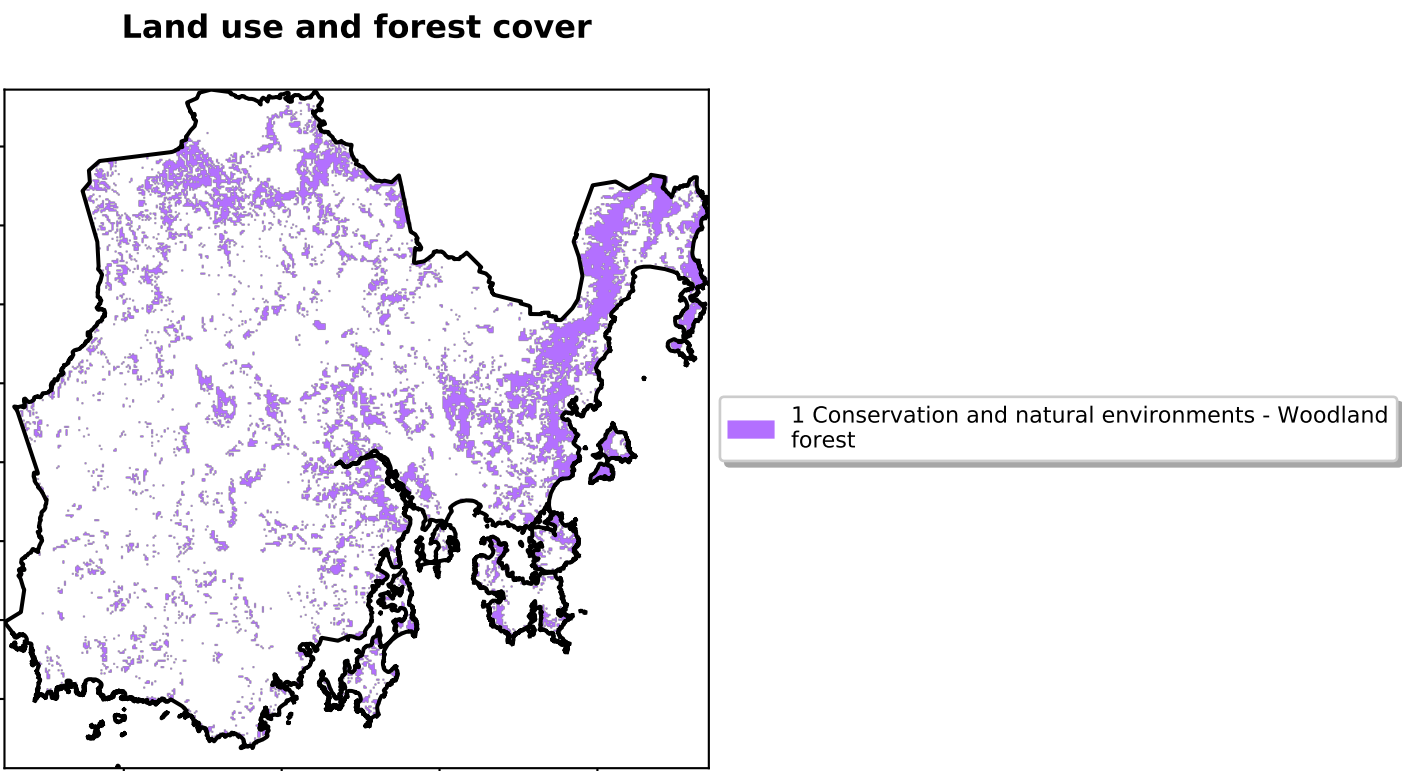 Land use and forest cover
1 Conservation and natural environments - Woodland
forest